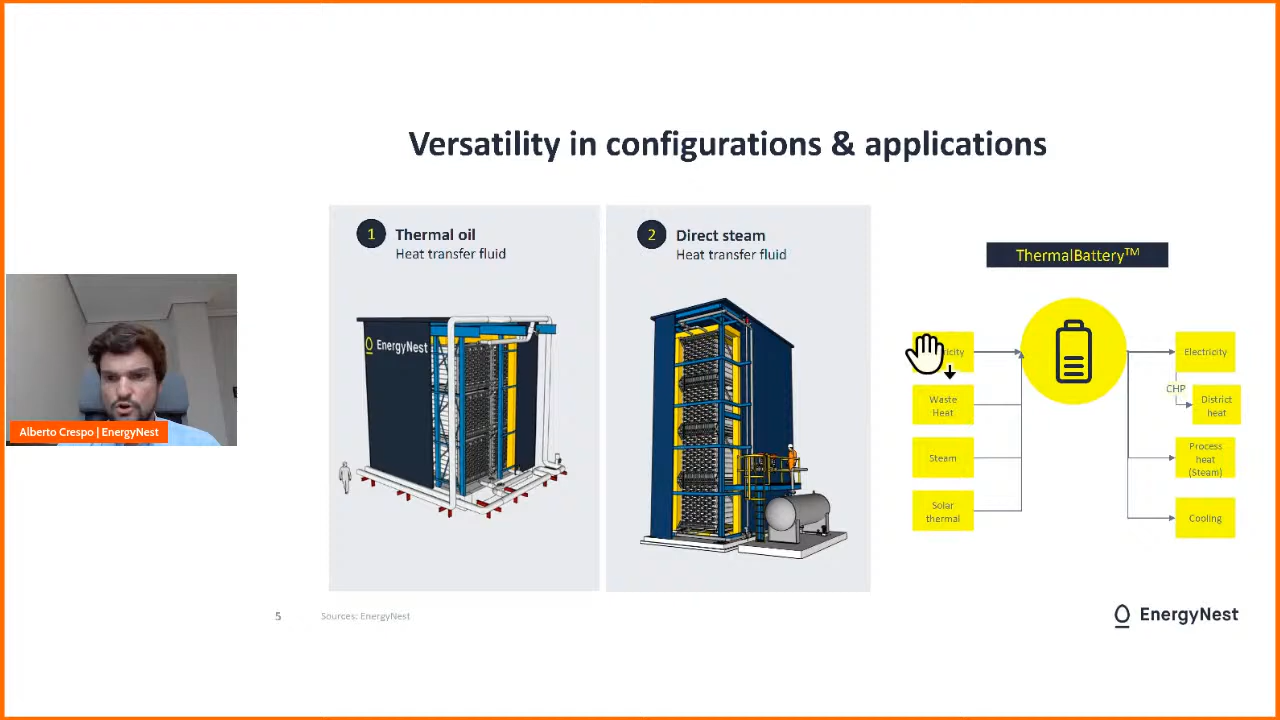 Versatility in configurations & applications
1
Thermal oil
Heat transfer fluid
EnergyNest
2
Direct steam
Heat transfer fluid
ThermalBattery™
Waste
Heat
Steam
Solar
thermal
Electricity
CHP
District
heat
Process
heat
(Steam)
Cooling
Alberto Crespo | EnergyNest
5
Sources: EnergyNest
EnergyNest